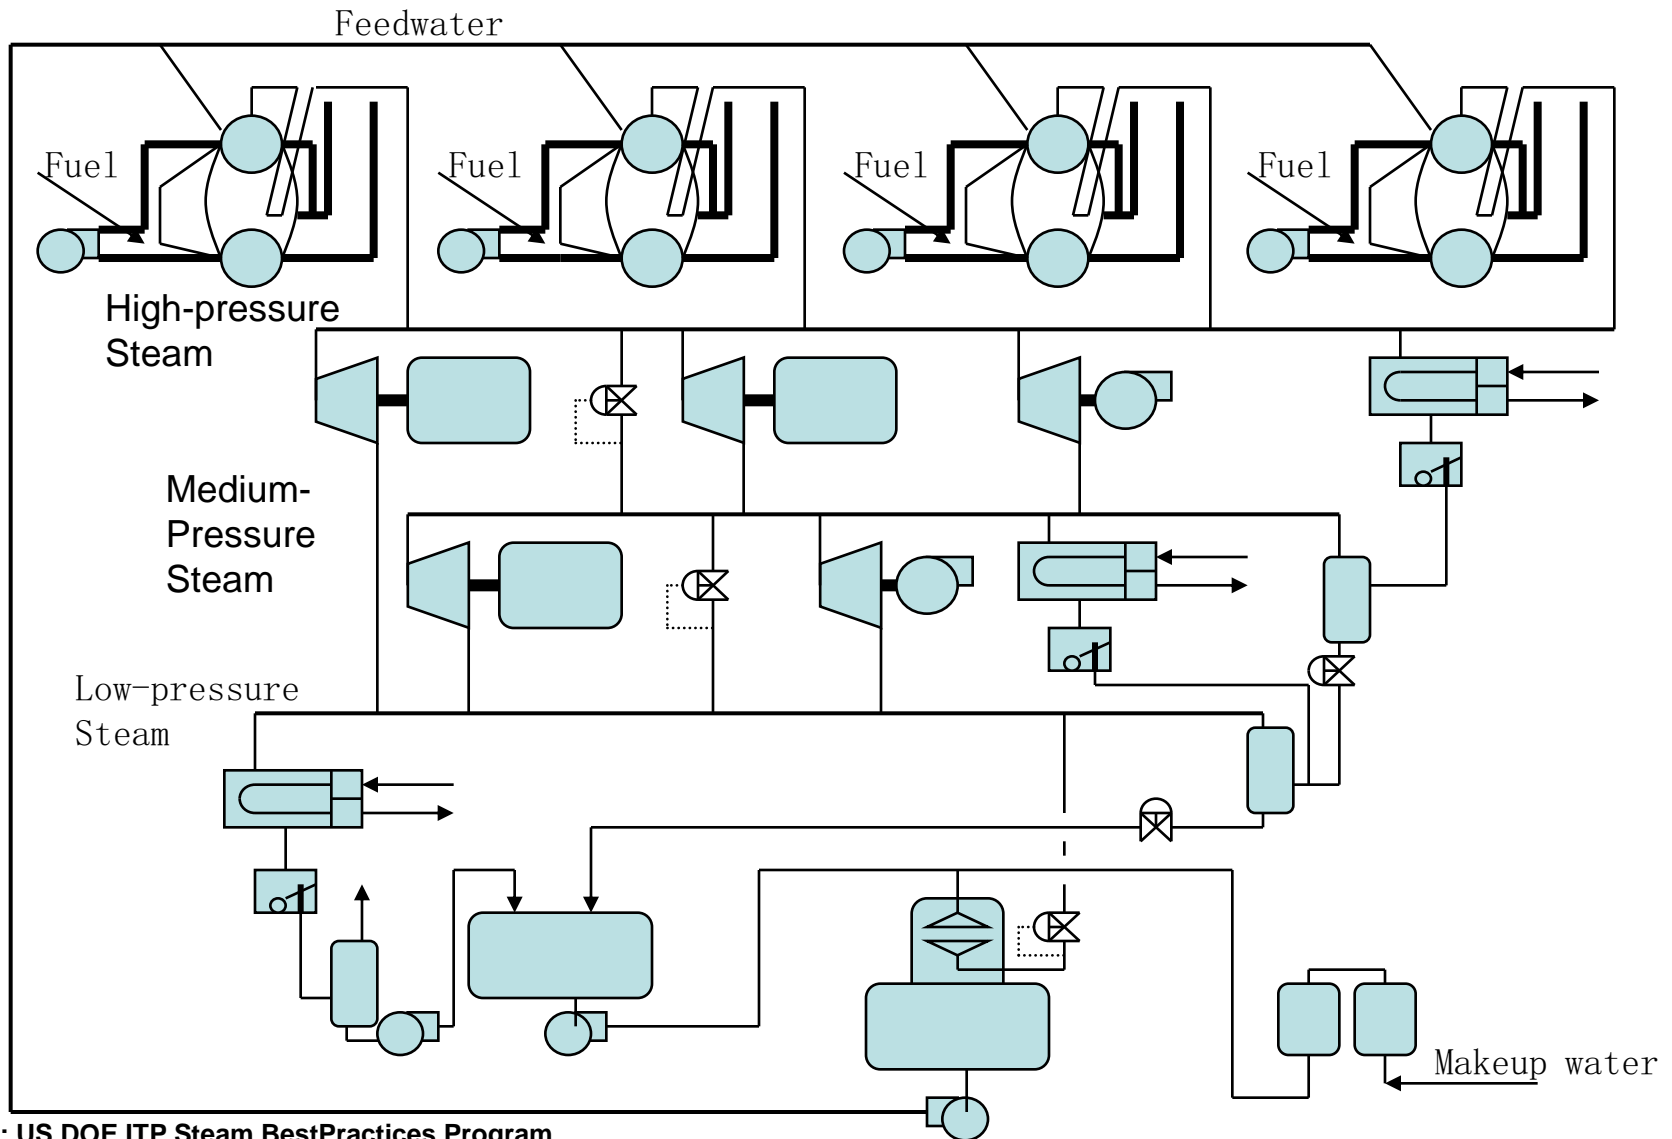 Feedwater
Fuel
Fuel
Fuel
Fuel
High-pressure
Steam
Medium-
Pressure
Steam
Low-pressure
Steam
Makeup water
: US DOE ITP Steam BestPractices Program